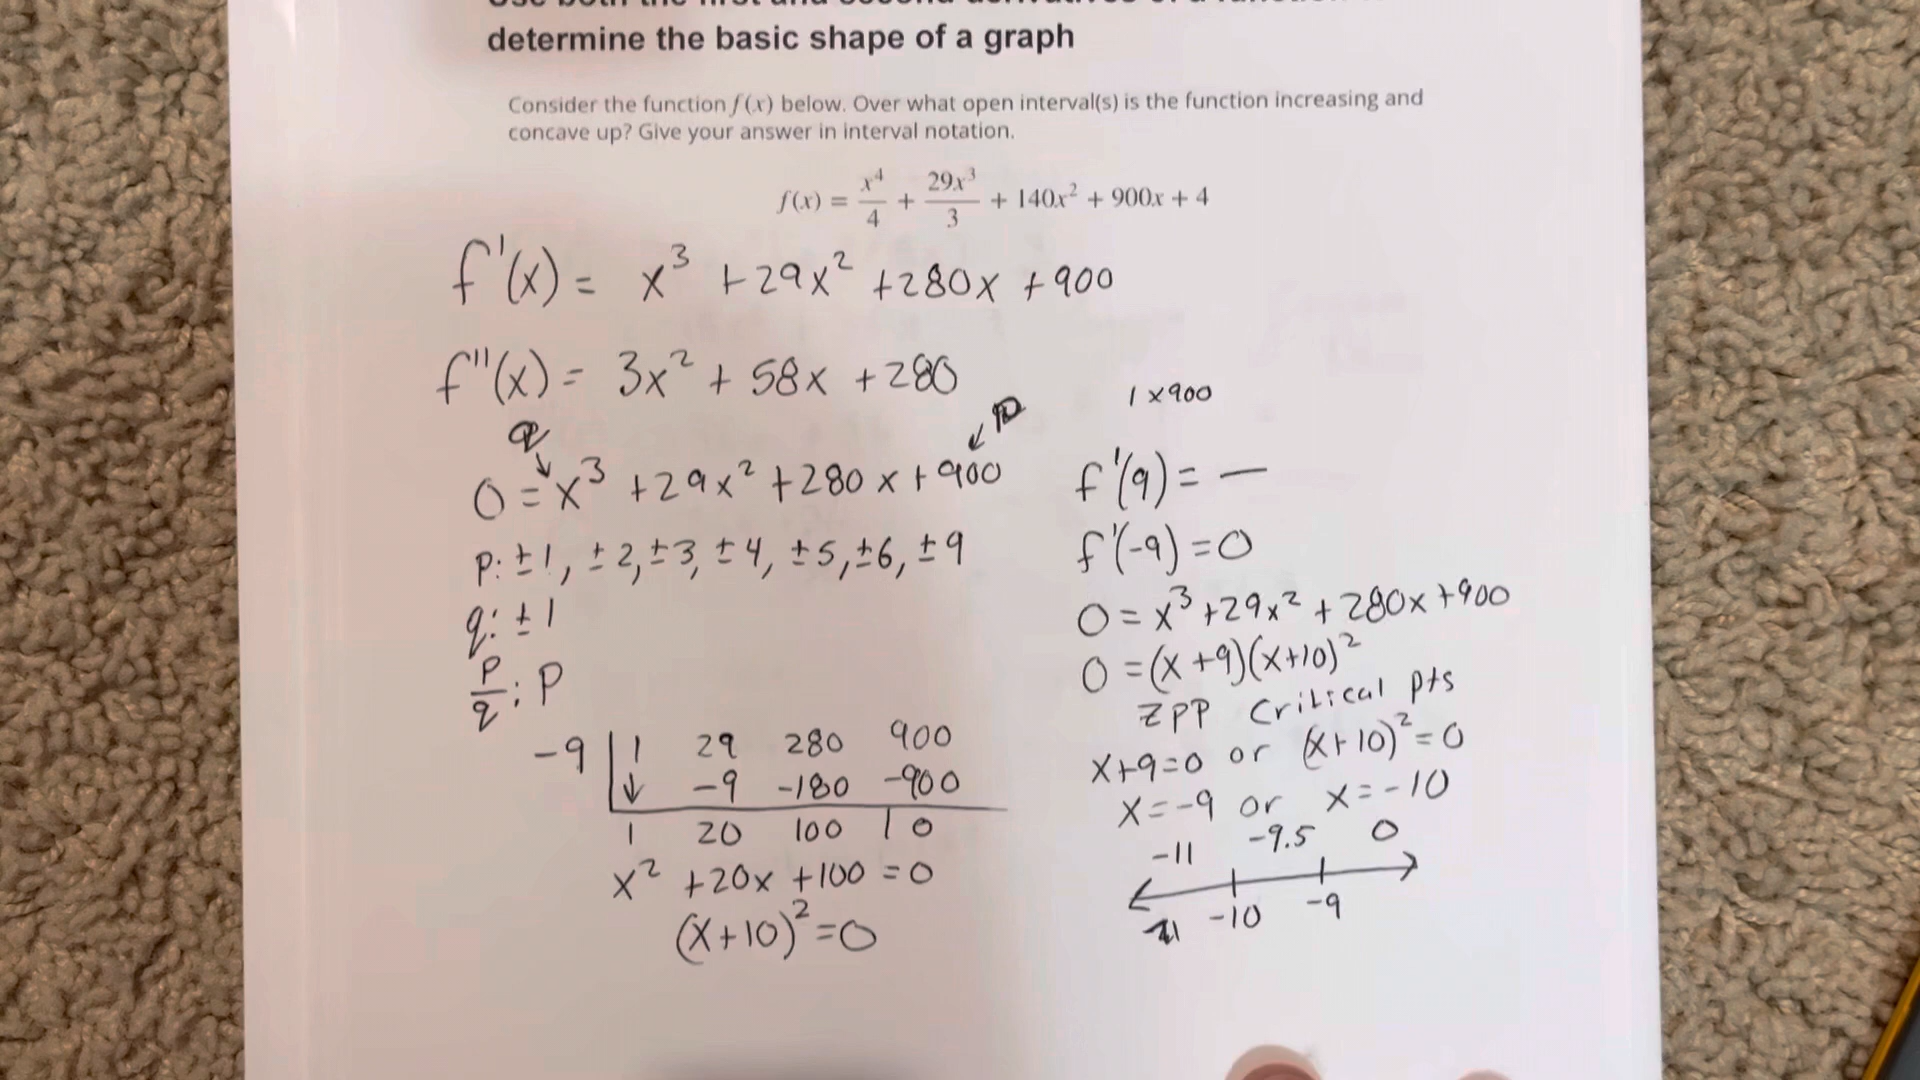 determine the basic shape of a graph
Consider the function f(x) below. Over what open interval(s) is the function increasing and
concave up? Give your answer in interval notation.
f(x) = x⁴/4 + 29x³/3 + 140x² + 900x + 4
f'(x) = x³ + 29x² + 280x + 900
f''(x) = 3x² + 58x + 280
q p
0 = x³ + 29x² + 280x + 900
p: ±1, ±2, ±3, ±4, ±5, ±6, ±9
q: ±1
p/q : p
-9 | 1 29 280 900
↓ -9 -180 -900
1 20 100 | 0
x² + 20x + 100 = 0
(x+10)² = 0
1 x 900
f'(9) = —
f'(-9) = 0
0 = x³ + 29x² + 280x + 900
0 = (x+9)(x+10)²
ZPP Critical pts
x+9=0 or (x+10)² = 0
x = -9 or x = -10
-11 -9.5 0
-10 -9